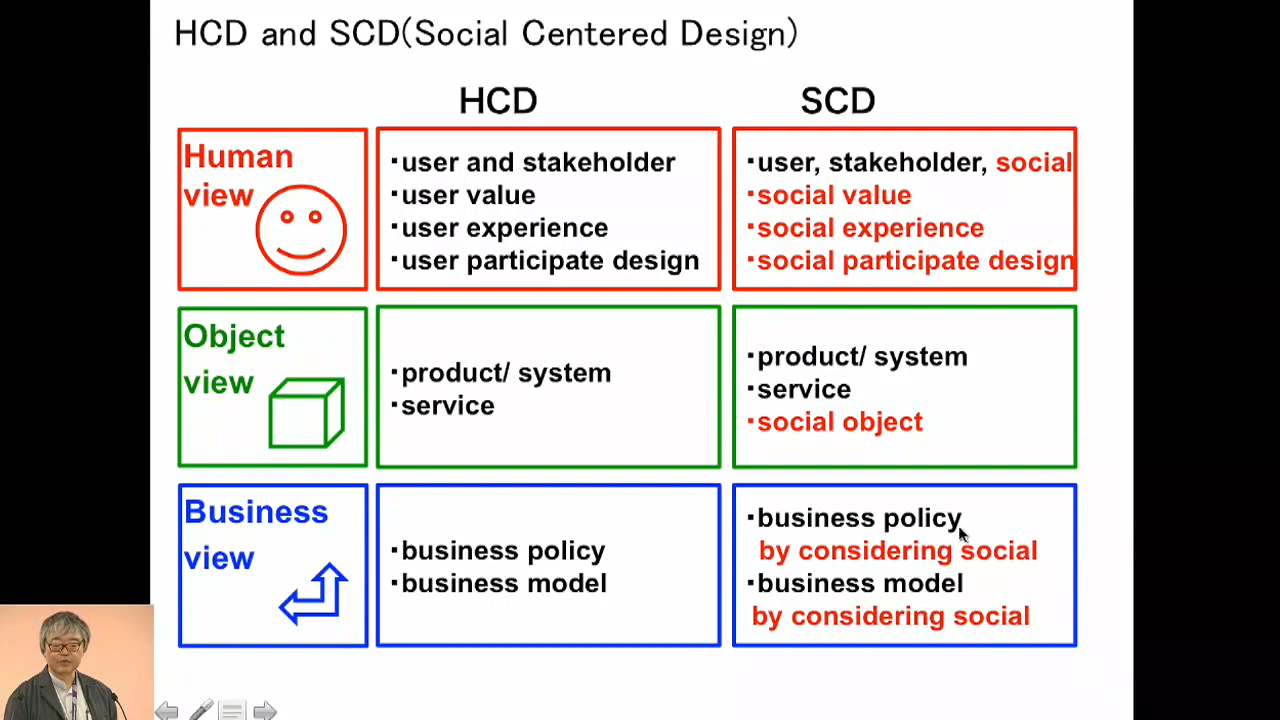 HCD and SCD(Social Centered Design)
HCD
SCD
Human
view
・user and stakeholder
・user value
・user experience
・user participate design
・user, stakeholder, social
・social value
・social experience
・social participate design
Object
view
・product/ system
・service
・product/ system
・service
・social object
Business
view
・business policy
・business model
・business policy
by considering social
・business model
by considering social